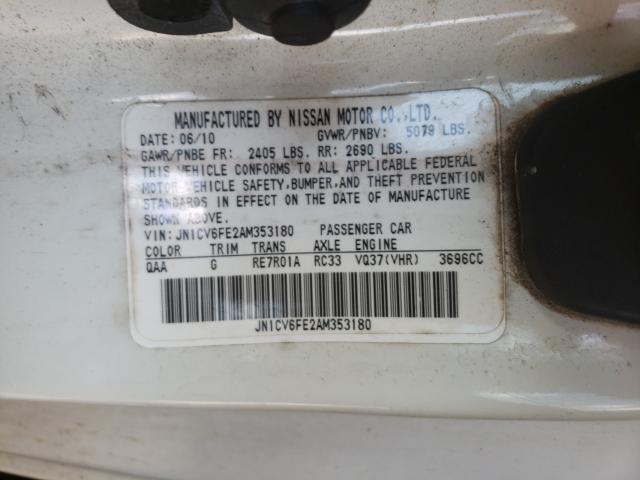 MANUFACTURED BY NISSAN MOTOR CO.,LTD.
DATE: 06/10 GVWR/PNBV: 5079 LBS.
GAWR/PNBE FR: 2405 LBS. RR: 2690 LBS.
THIS VEHICLE CONFORMS TO ALL APPLICABLE FEDERAL
MOTOR VEHICLE SAFETY,BUMPER,AND THEFT PREVENTION
STANDARDS IN EFFECT ON THE DATE OF MANUFACTURE
SHOWN ABOVE.
VIN: JN1CV6FE2AM353180 PASSENGER CAR
COLOR TRIM TRANS AXLE ENGINE
QAA G RE7R01A RC33 VQ37(VHR) 3696CC
JN1CV6FE2AM353180